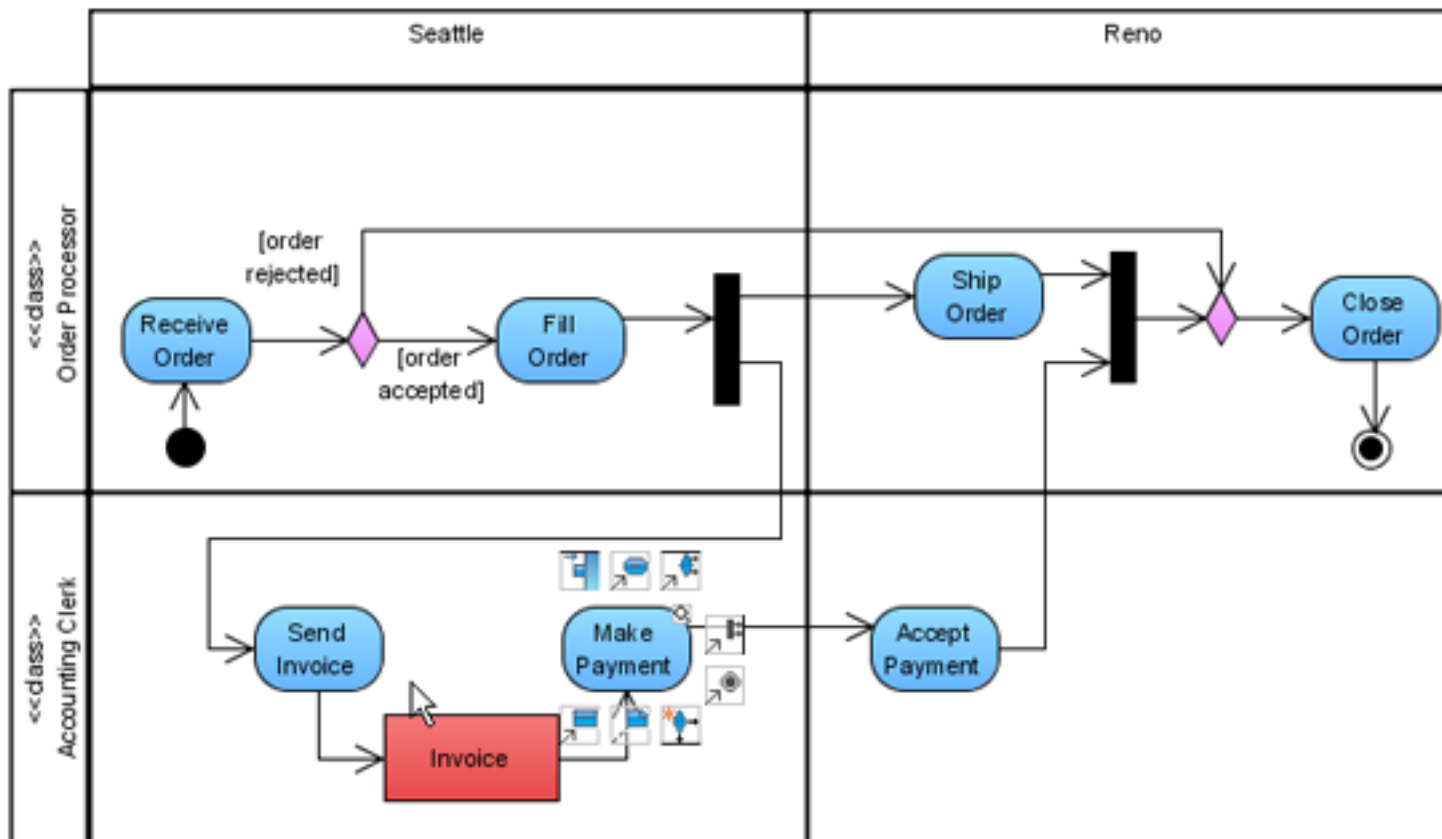 Seattle
Reno
<<class>>
Order Processor
[order
rejected]
Receive
Order
[order
accepted]
Fill
Order
Ship
Order
Close
Order
<<class>>
Accounting Clerk
Send
Invoice
Make
Payment
Accept
Payment
Invoice